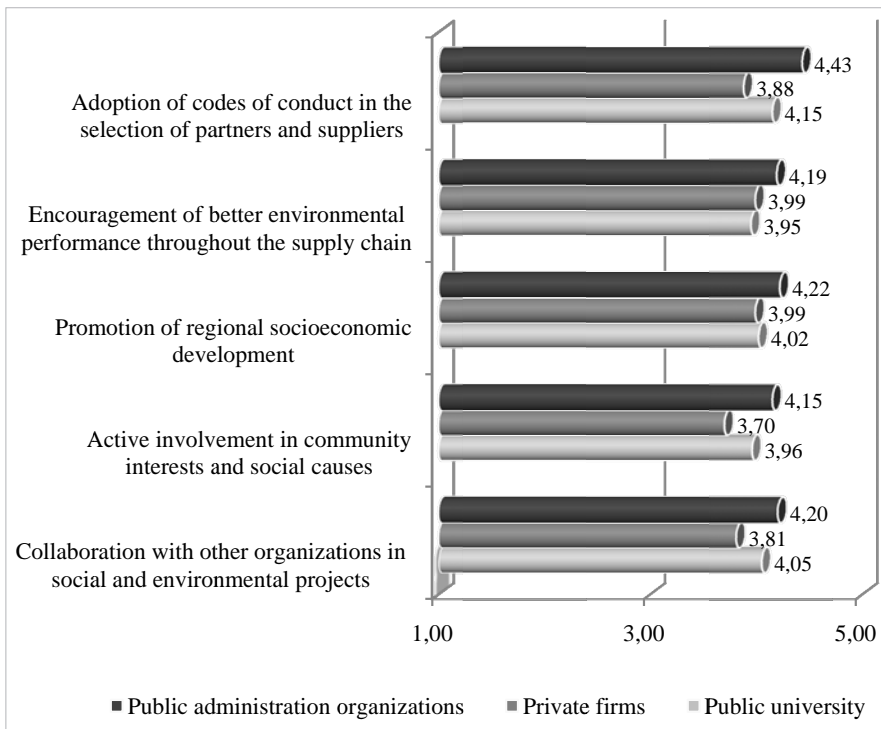 4,43
3,88
4,15
Adoption of codes of conduct in the
selection of partners and suppliers
4,19
3,99
3,95
Encouragement of better environmental
performance throughout the supply chain
4,22
3,99
4,02
Promotion of regional socioeconomic
development
4,15
3,70
3,96
Active involvement in community
interests and social causes
4,20
3,81
4,05
Collaboration with other organizations in
social and environmental projects
1,00 3,00 5,00
Public administration organizations Private firms Public university